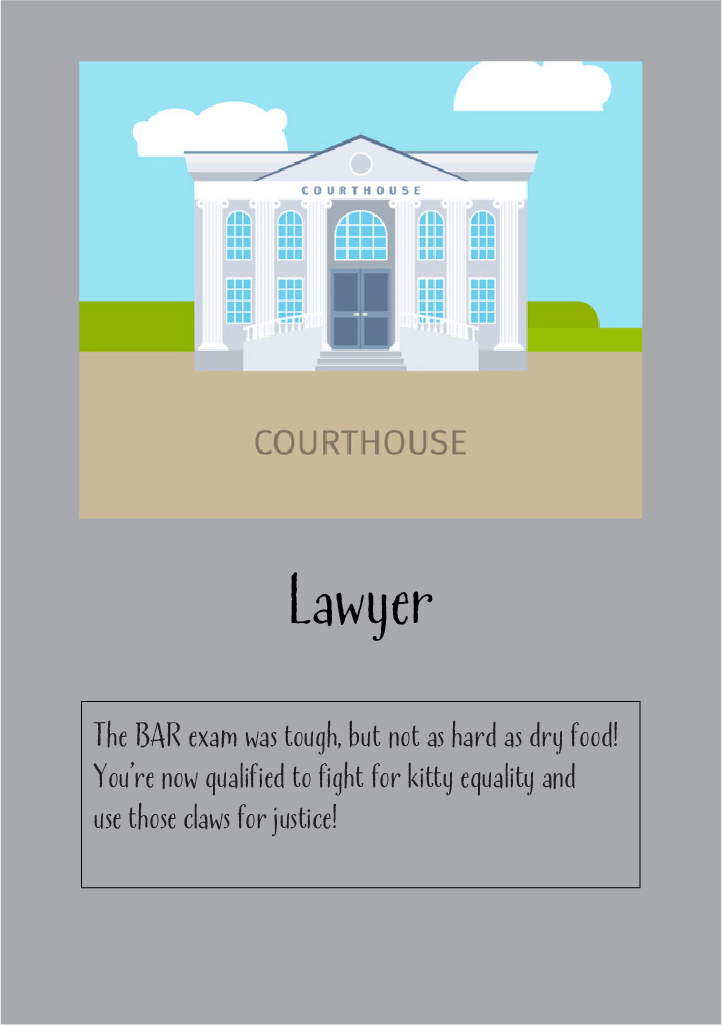 COURTHOUSE
COURTHOUSE
Lawyer
The BAR exam was tough, but not as hard as dry food!
You're now qualified to fight for kitty equality and
use those claws for justice!